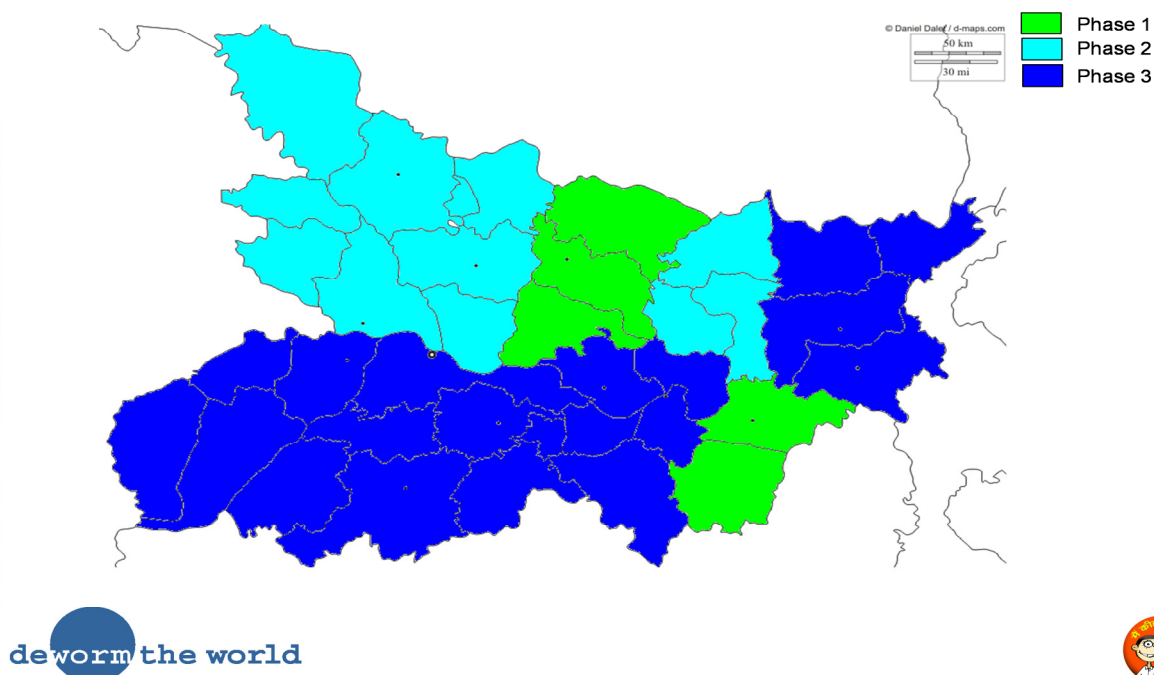 © Daniel Dalet / d-maps.com
50 km
30 mi
Phase 1
Phase 2
Phase 3
deworm the world